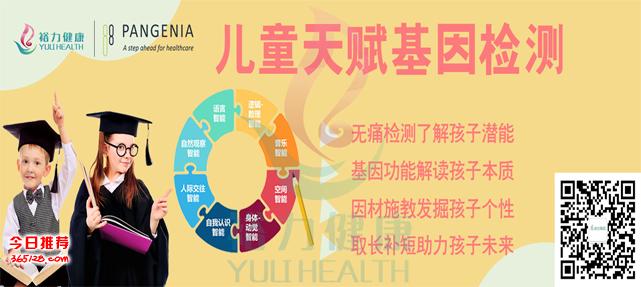 裕力健康
YULI HEALTH
PANGENIA
A step ahead for healthcare
儿童天赋基因检测
语言
智能
逻辑-
数理
智能
自然观察
智能
音乐
智能
人际交往
智能
空间
智能
自我认识
智能
身体-
动觉
智能
无痛检测了解孩子潜能
基因功能解读孩子本质
因材施教发掘孩子个性
取长补短助力孩子未来
裕力健康
YULI HEALTH
今日推荐
365128.com